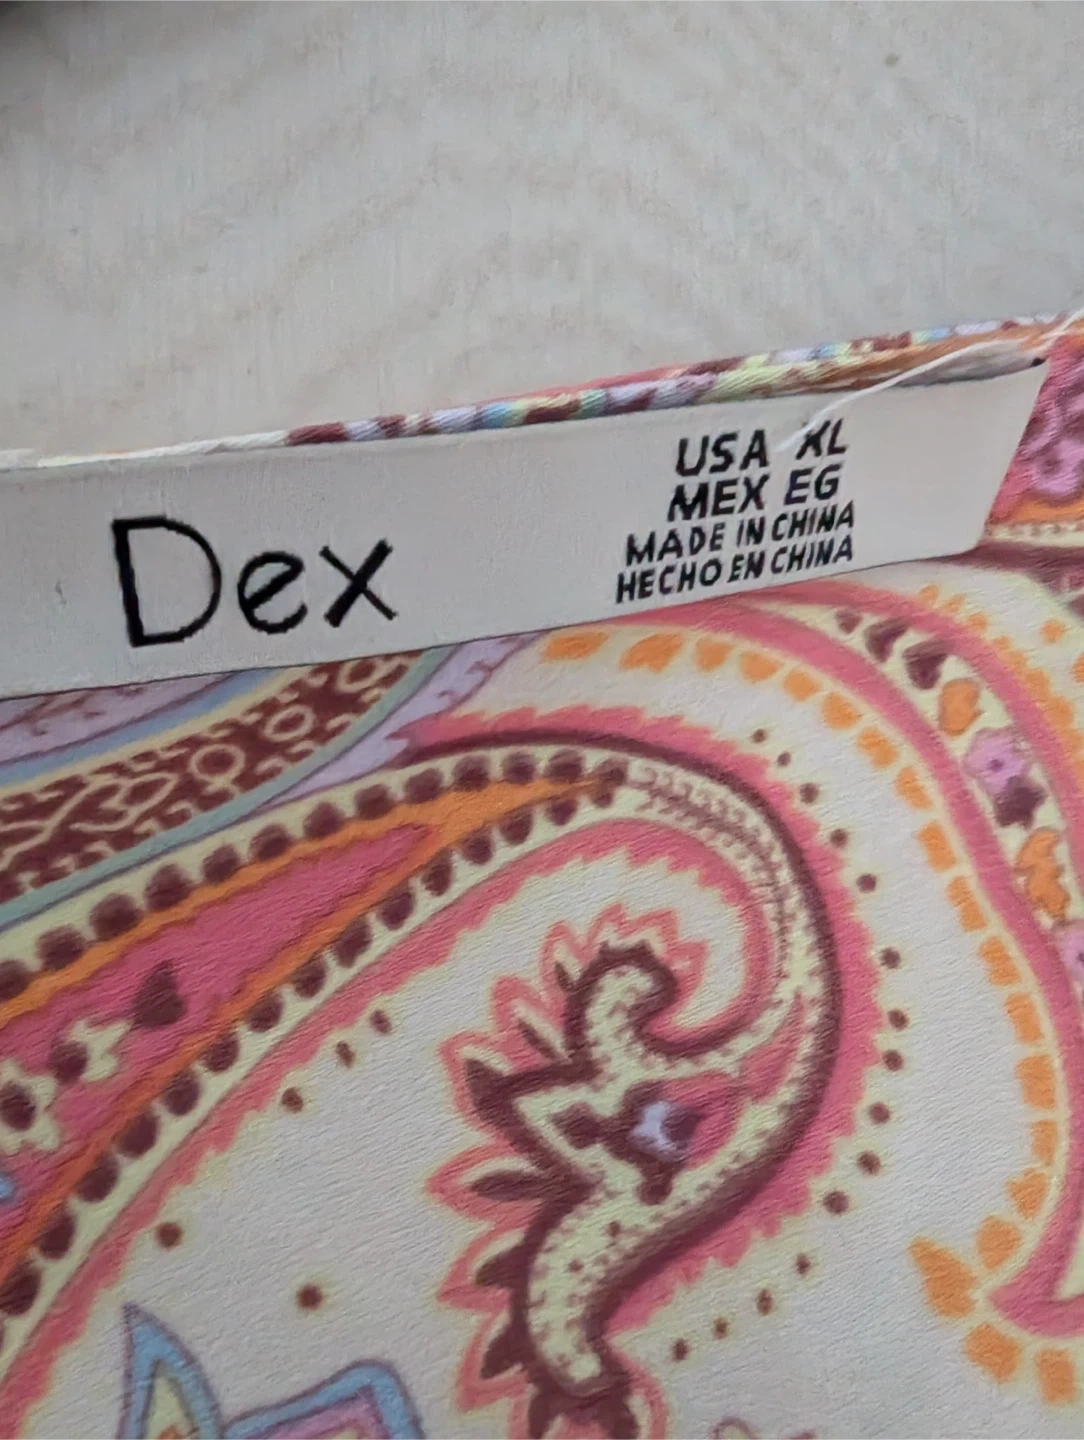 Dex
USA XL
MEX EG
MADE IN CHINA
HECHO EN CHINA